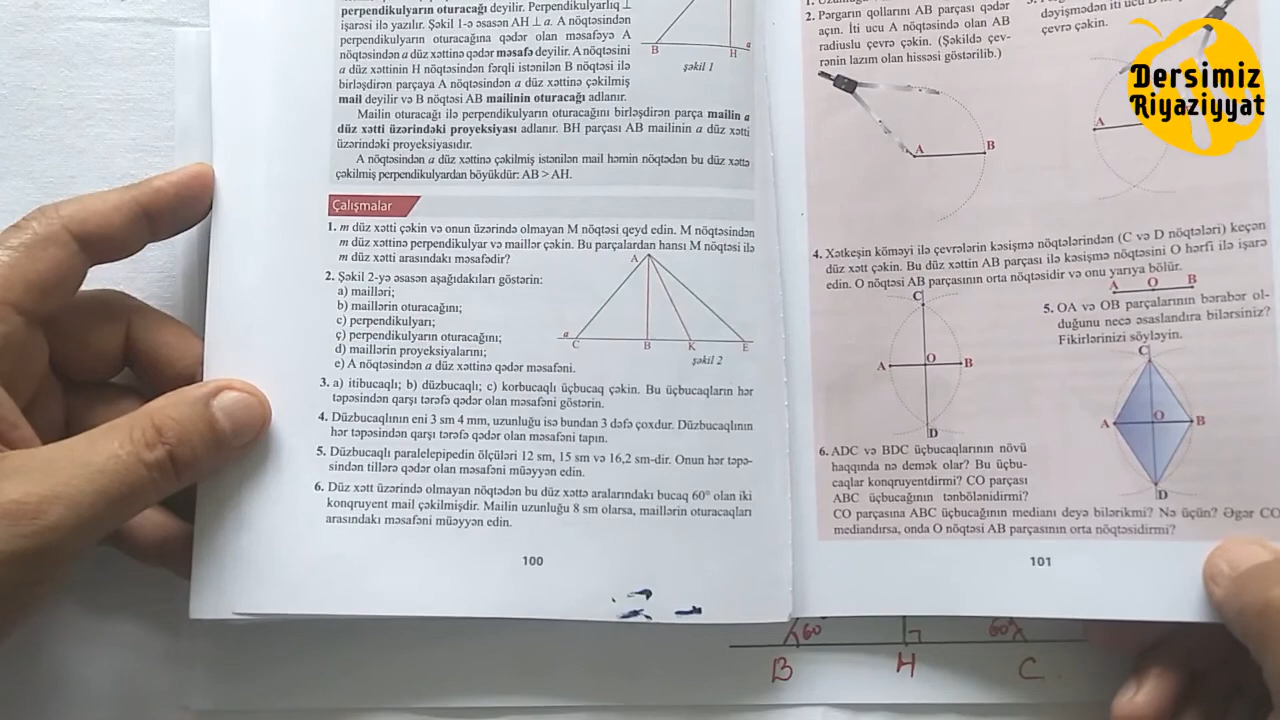 perpendikulyarın oturacağı deyilir. Perpendikulyarlıq ⊥
işarəsi ilə yazılır. Şəkil 1-ə əsasən AH ⊥ a. A nöqtəsindən
perpendikulyarın oturacağına qədər olan məsafəyə A
nöqtəsindən a düz xəttinə qədər məsafə deyilir. A nöqtəsini
a düz xəttinin H nöqtəsindən fərqli istənilən B nöqtəsi ilə
birləşdirən parçaya A nöqtəsindən a düz xəttinə çəkilmiş
mail deyilir və B nöqtəsi AB mailinin oturacağı adlanır.
B
H
a
şəkil 1
Mailin oturacağı ilə perpendikulyarın oturacağını birləşdirən parça mailin a
düz xətti üzərindəki proyeksiyası adlanır. BH parçası AB mailinin a düz xətti
üzərindəki proyeksiyasıdır.
A nöqtəsindən a düz xəttinə çəkilmiş istənilən mail həmin nöqtədən bu düz xəttə
çəkilmiş perpendikulyardan böyükdür: AB > AH.
Çalışmalar
1. m düz xətti çəkin və onun üzərində olmayan M nöqtəsi qeyd edin. M nöqtəsindən
m düz xəttinə perpendikulyar və maillər çəkin. Bu parçalardan hansı M nöqtəsi ilə
m düz xətti arasındakı məsafədir?
2. Şəkil 2-yə əsasən aşağıdakıları göstərin:
a) mailləri;
b) maillərin oturacağını;
c) perpendikulyarı;
ç) perpendikulyarın oturacağını;
d) maillərin proyeksiyalarını;
e) A nöqtəsindən a düz xəttinə qədər məsafəni.
A
a
C
B
K
E
şəkil 2
3. a) itibucaqlı; b) düzbucaqlı; c) korbucaqlı üçbucaq çəkin. Bu üçbucaqların hər
təpəsindən qarşı tərəfə qədər olan məsafəni göstərin.
4. Düzbucaqlının eni 3 sm 4 mm, uzunluğu isə bundan 3 dəfə çoxdur. Düzbucaqlının
hər təpəsindən qarşı tərəfə qədər olan məsafəni tapın.
5. Düzbucaqlı paralelepipedin ölçüləri 12 sm, 15 sm və 16,2 sm-dir. Onun hər təpə-
sindən tillərə qədər olan məsafəni müəyyən edin.
6. Düz xətt üzərində olmayan nöqtədən bu düz xəttə aralarındakı bucaq 60° olan iki
konqruyent mail çəkilmişdir. Mailin uzunluğu 8 sm olarsa, maillərin oturacaqları
arasındakı məsafəni müəyyən edin.
100
2. Pərgarın qollarını AB parçası qədər
açın. İti ucu A nöqtəsində olan AB
radiuslu çevrə çəkin. (Şəkildə çev-
rənin lazım olan hissəsi göstərilib.)
dəyişmədən iti ucu
çevrə çəkin.
A
B
A
4. Xətkeşin köməyi ilə çevrələrin kəsişmə nöqtələrindən (C və D nöqtələri) keçən
düz xətt çəkin. Bu düz xəttin AB parçası ilə kəsişmə nöqtəsini O hərfi ilə işarə
edin. O nöqtəsi AB parçasının orta nöqtəsidir və onu yarıya bölür.
A O B
C
A
O
B
D
5. OA və OB parçalarının bərabər ol-
duğunu necə əsaslandıra bilərsiniz?
Fikirlərinizi söyləyin.
C
A
O
B
D
6. ADC və BDC üçbucaqlarının növü
haqqında nə demək olar? Bu üçbu-
caqlar konqruyentdirmi? CO parçası
ABC üçbucağının tənbölənidirmi?
CO parçasına ABC üçbucağının medianı deyə bilərikmi? Nə üçün? Əgər CO
mediandırsa, onda O nöqtəsi AB parçasının orta nöqtəsidirmi?
101
60°
60°
B
H
C
Dersimiz
Riyaziyyat